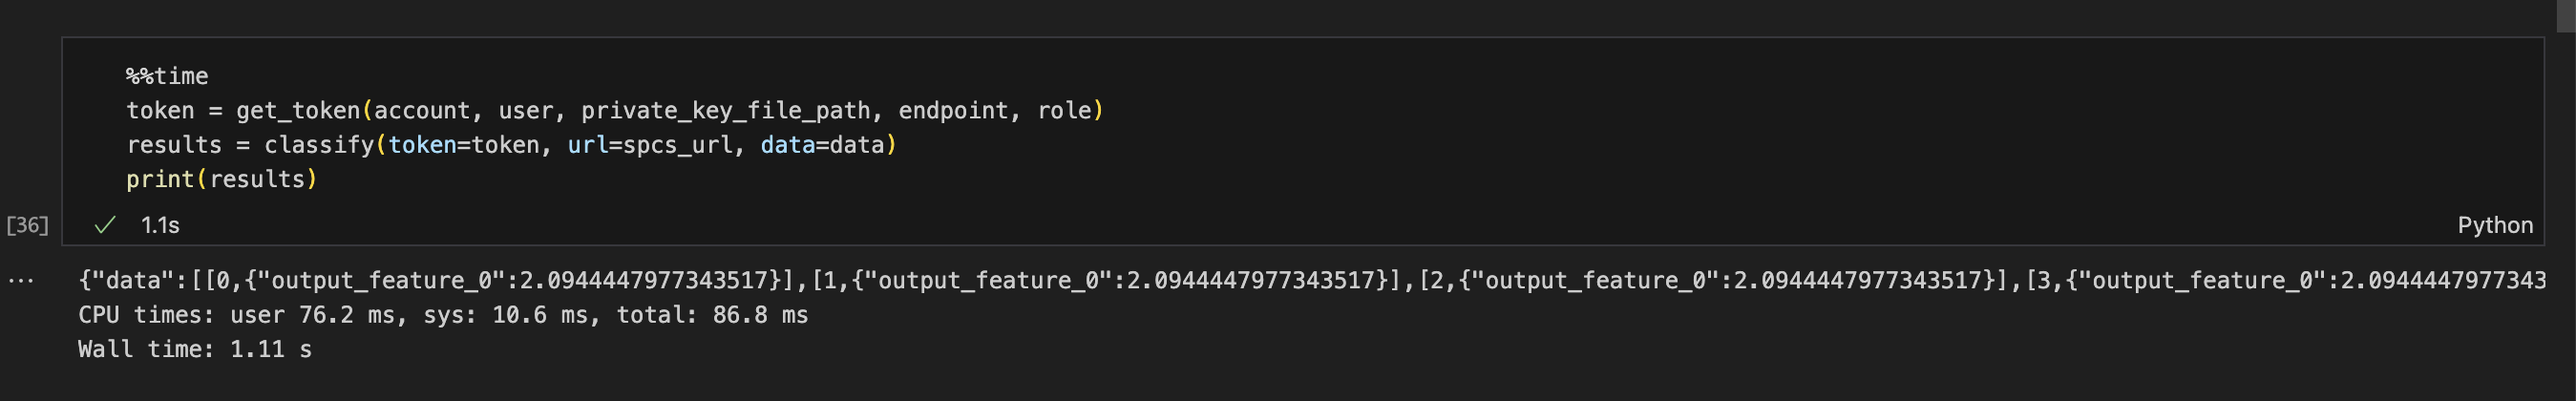 %%time
token = get_token(account, user, private_key_file_path, endpoint, role)
results = classify(token=token, url=spcs_url, data=data)
print(results)
[36]
1.1s
Python
...
{"data":[[0,{"output_feature_0":2.0944447977343517}],[1,{"output_feature_0":2.0944447977343517}],[2,{"output_feature_0":2.0944447977343517}],[3,{"output_feature_0":2.0944447977343
CPU times: user 76.2 ms, sys: 10.6 ms, total: 86.8 ms
Wall time: 1.11 s